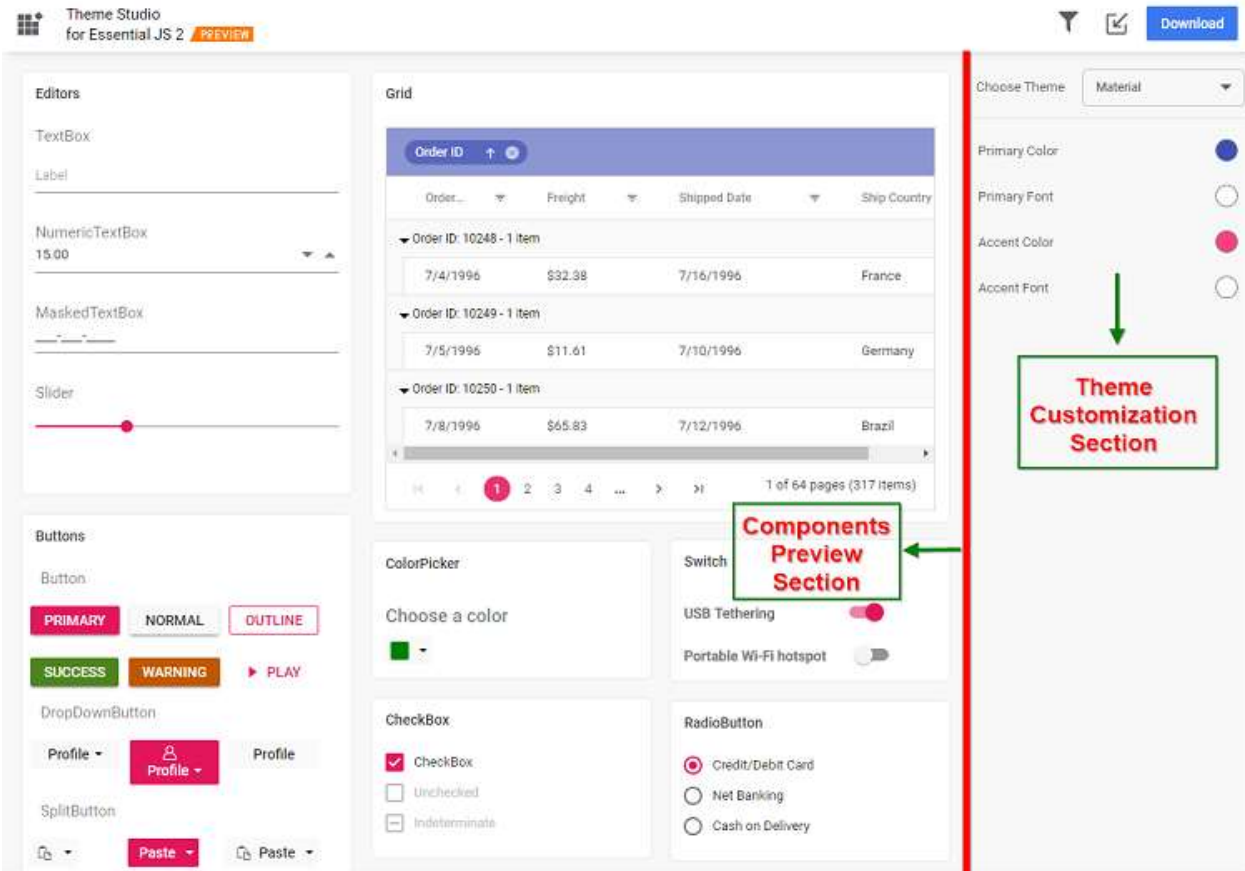 Theme Studio
for Essential JS 2 PREVIEW
Download
Editors
TextBox
Label
NumericTextBox
15.00
MaskedTextBox
___-___-____
Slider
Grid
Order ID
Order... Freight Shipped Date Ship Country
Order ID: 10248 - 1 item
7/4/1996 $32.38 7/16/1996 France
Order ID: 10249 - 1 item
7/5/1996 $11.61 7/10/1996 Germany
Order ID: 10250 - 1 item
7/8/1996 $65.83 7/12/1996 Brazil
1 2 3 4 ... 1 of 64 pages (317 items)
Choose Theme Material
Primary Color
Primary Font
Accent Color
Accent Font
Theme
Customization
Section
Components
Preview
Section
Buttons
Button
PRIMARY NORMAL OUTLINE
SUCCESS WARNING PLAY
DropDownButton
Profile Profile Profile
SplitButton
Paste Paste
ColorPicker
Choose a color
Switch
USB Tethering
Portable Wi-Fi hotspot
CheckBox
CheckBox
Unchecked
Indeterminate
RadioButton
Credit/Debit Card
Net Banking
Cash on Delivery